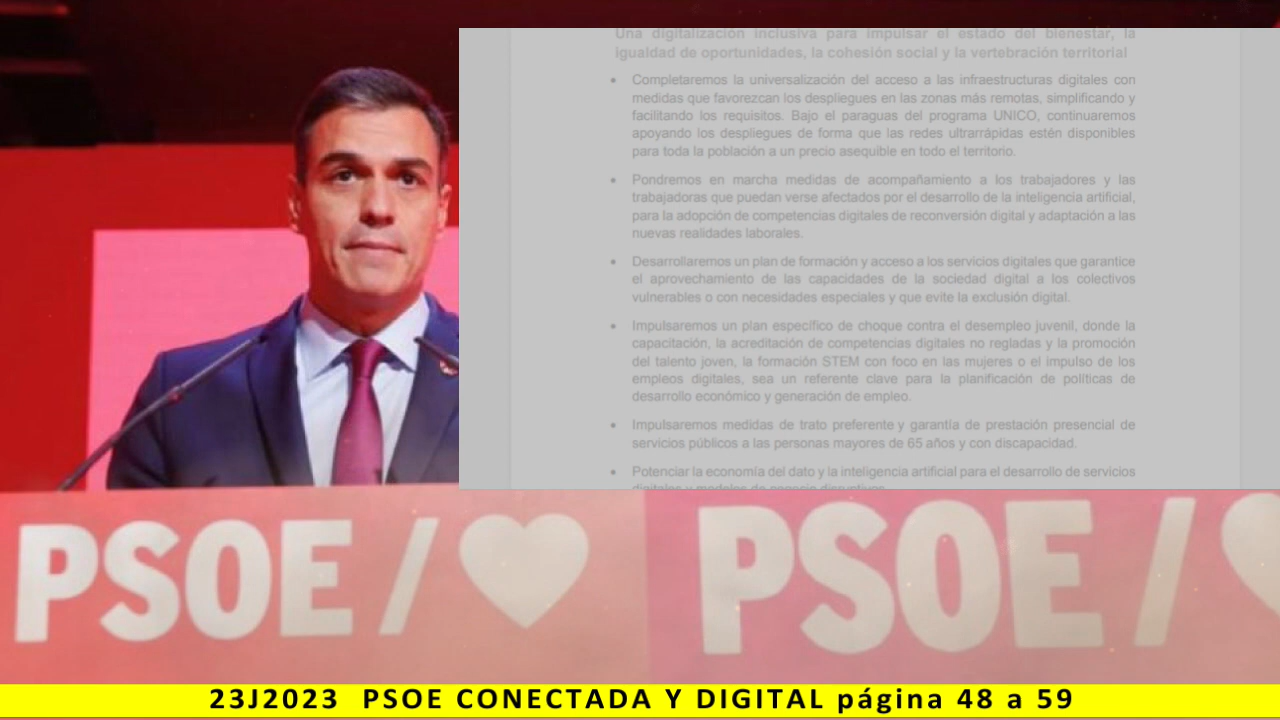 Una digitalización inclusiva para impulsar el estado del bienestar, la
igualdad de oportunidades, la cohesión social y la vertebración territorial
• Completaremos la universalización del acceso a las infraestructuras digitales con
medidas que favorezcan los despliegues en las zonas más remotas, simplificando y
facilitando los requisitos. Bajo el paraguas del programa UNICO, continuaremos
apoyando los despliegues de forma que las redes ultrarrápidas estén disponibles
para toda la población a un precio asequible en todo el territorio.
• Pondremos en marcha medidas de acompañamiento a los trabajadores y las
trabajadoras que puedan verse afectados por el desarrollo de la inteligencia artificial,
para la adopción de competencias digitales de reconversión digital y adaptación a las
nuevas realidades laborales.
• Desarrollaremos un plan de formación y acceso a los servicios digitales que garantice
el aprovechamiento de las capacidades de la sociedad digital a los colectivos
vulnerables o con necesidades especiales y que evite la exclusión digital.
• Impulsaremos un plan específico de choque contra el desempleo juvenil, donde la
capacitación, la acreditación de competencias digitales no regladas y la promoción
del talento joven, la formación STEM con foco en las mujeres o el impulso de los
empleos digitales, sea un referente clave para la planificación de políticas de
desarrollo económico y generación de empleo.
• Impulsaremos medidas de trato preferente y garantía de prestación presencial de
servicios públicos a las personas mayores de 65 años y con discapacidad.
• Potenciar la economía del dato y la inteligencia artificial para el desarrollo de servicios
digitales y modelos de negocio disruptivos.
PSOE / PSOE /
23J2023 PSOE CONECTADA Y DIGITAL página 48 a 59